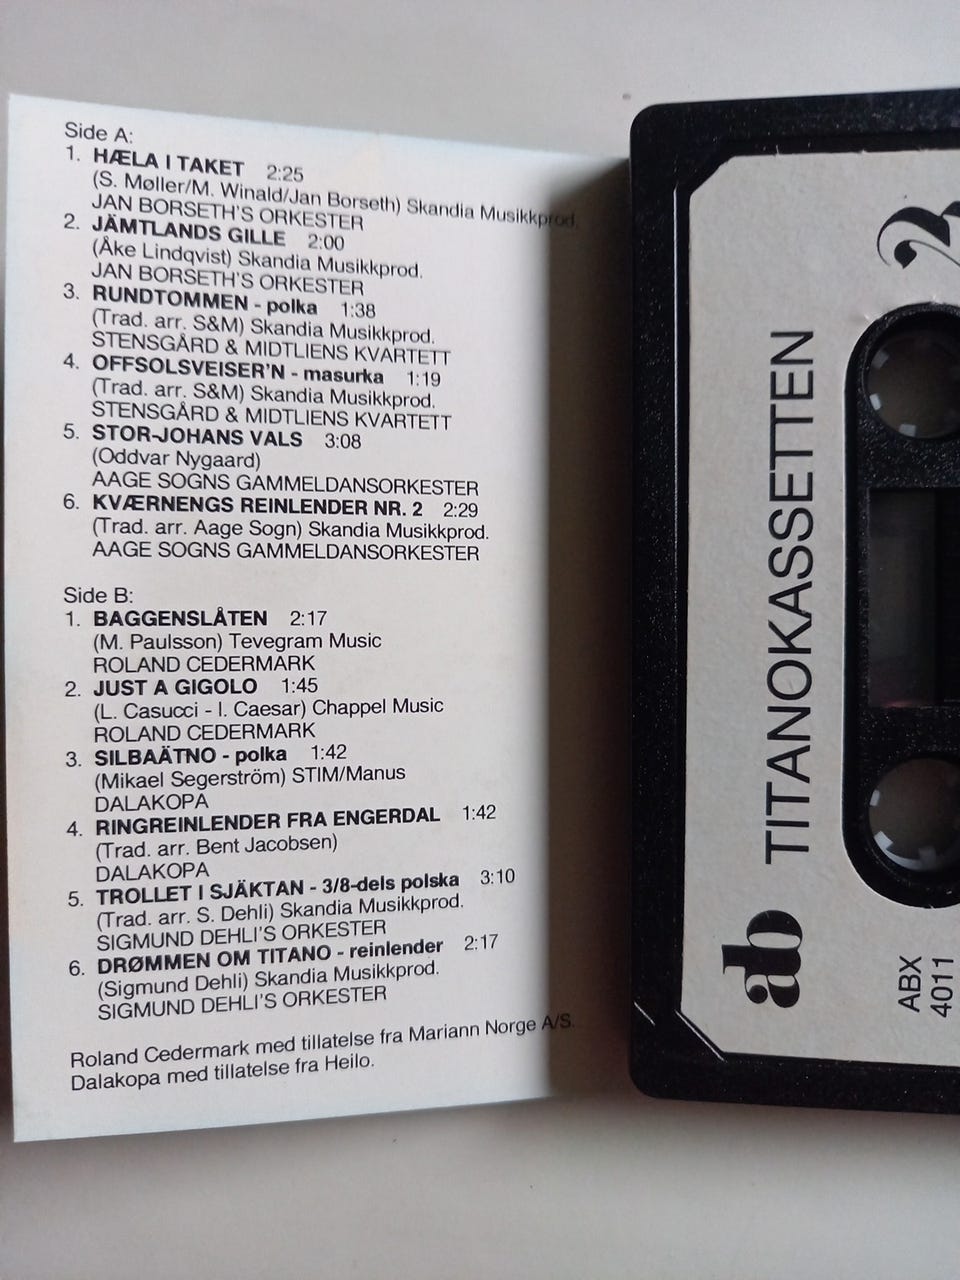 Side A:
1. HÆLA I TAKET 2:25
(S. Møller/M. Winald/Jan Borseth) Skandia Musikkprod.
JAN BORSETH'S ORKESTER
2. JÄMTLANDS GILLE 2:00
(Åke Lindqvist) Skandia Musikkprod.
JAN BORSETH'S ORKESTER
3. RUNDTOMMEN - polka 1:38
(Trad. arr. S&M) Skandia Musikkprod.
STENSGÅRD & MIDTLIENS KVARTETT
4. OFFSOLSVEISER'N - masurka 1:19
(Trad. arr. S&M) Skandia Musikkprod.
STENSGÅRD & MIDTLIENS KVARTETT
5. STOR-JOHANS VALS 3:08
(Oddvar Nygaard)
AAGE SOGNS GAMMELDANSORKESTER
6. KVÆRNENGS REINLENDER NR. 2 2:29
(Trad. arr. Aage Sogn) Skandia Musikkprod.
AAGE SOGNS GAMMELDANSORKESTER
Side B:
1. BAGGENSLÅTEN 2:17
(M. Paulsson) Tevegram Music
ROLAND CEDERMARK
2. JUST A GIGOLO 1:45
(L. Casucci - I. Caesar) Chappel Music
ROLAND CEDERMARK
3. SILBAÄTNO - polka 1:42
(Mikael Segerström) STIM/Manus
DALAKOPA
4. RINGREINLENDER FRA ENGERDAL 1:42
(Trad. arr. Bent Jacobsen)
DALAKOPA
5. TROLLET I SJÄKTAN - 3/8-dels polska 3:10
(Trad. arr. S. Dehli) Skandia Musikkprod.
SIGMUND DEHLI'S ORKESTER
6. DRØMMEN OM TITANO - reinlender 2:17
(Sigmund Dehli) Skandia Musikkprod.
SIGMUND DEHLI'S ORKESTER
Roland Cedermark med tillatelse fra Mariann Norge A/S.
Dalakopa med tillatelse fra Heilo.
ab TITANOKASSETTEN 2
ABX
4011